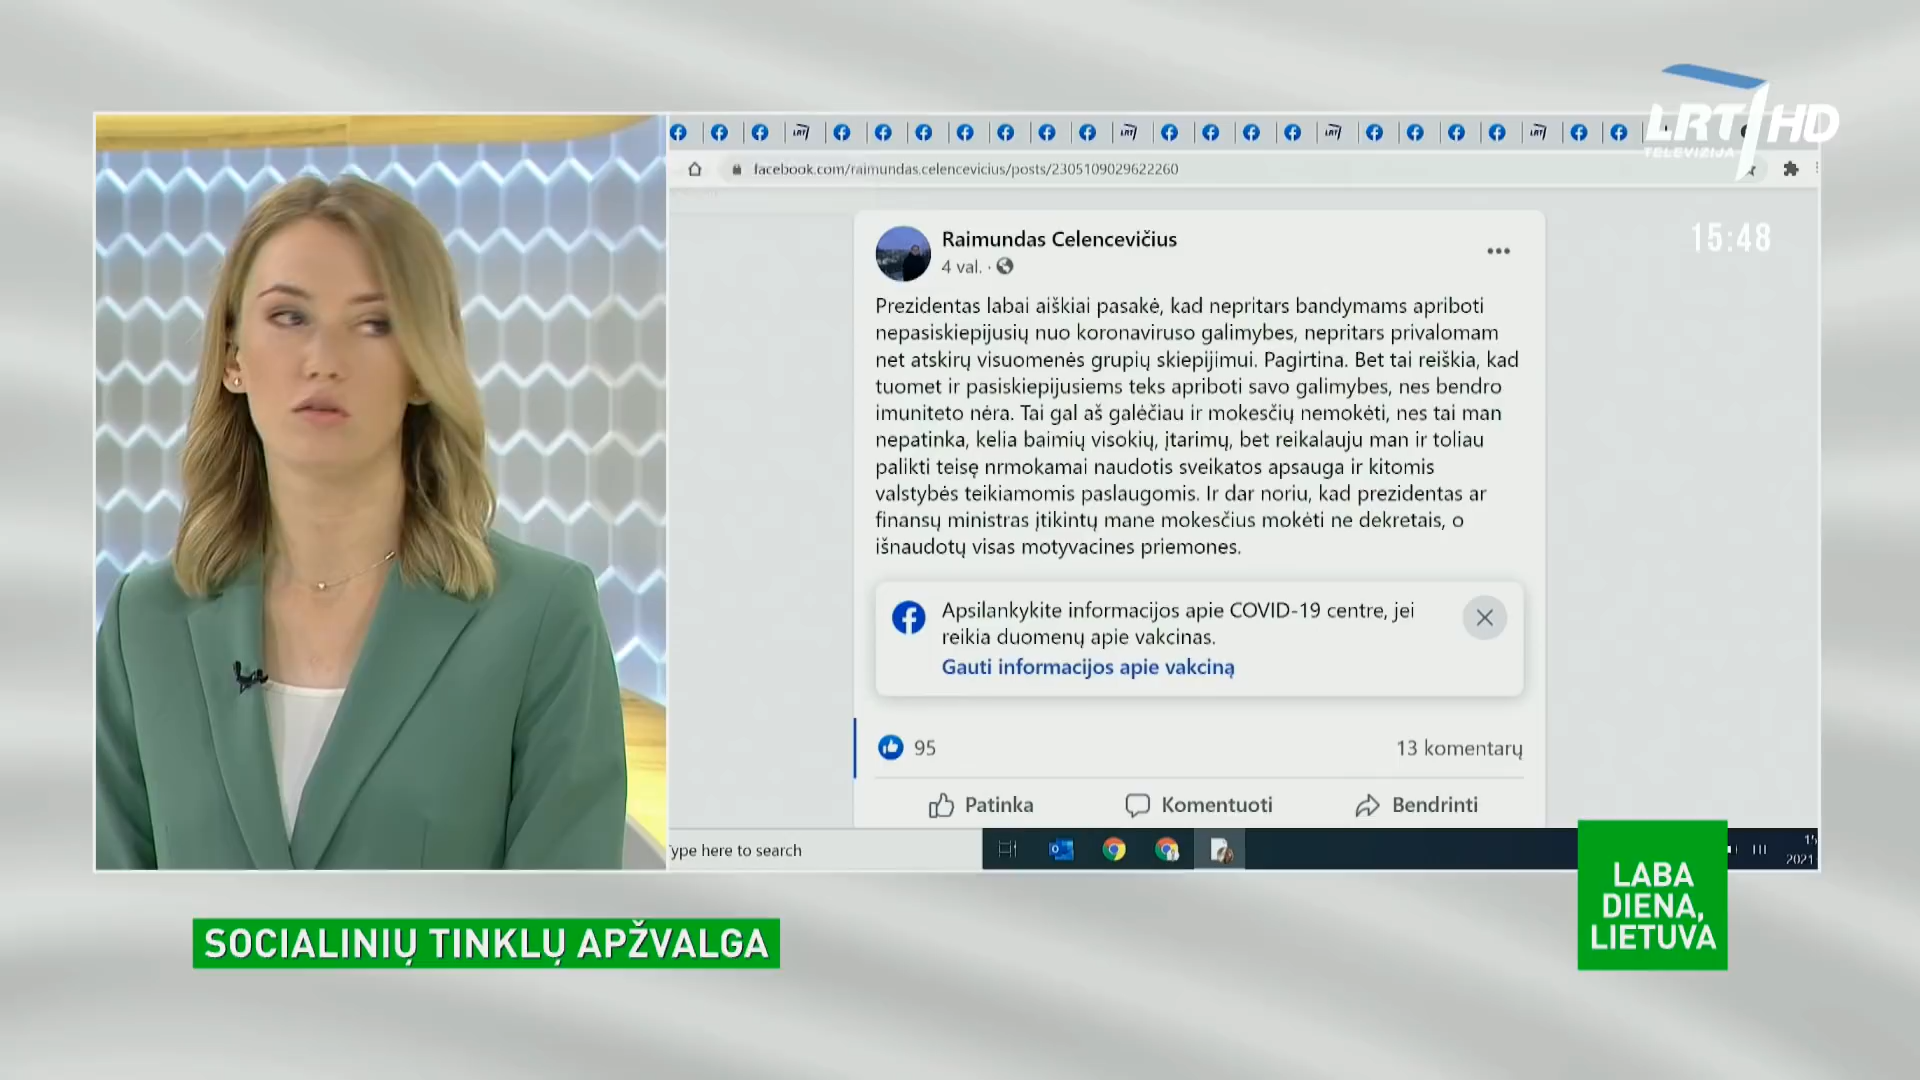 LRT HD
TELEVIZIJA
15:48
facebook.com/raimundas.celencevicius/posts/2305109029622260
Raimundas Celencevičius
4 val.
Prezidentas labai aiškiai pasakė, kad nepritars bandymams apriboti
nepasiskiepijusių nuo koronaviruso galimybes, nepritars privalomam
net atskirų visuomenės grupių skiepijimui. Pagirtina. Bet tai reiškia, kad
tuomet ir pasiskiepijusiems teks apriboti savo galimybes, nes bendro
imuniteto nėra. Tai gal aš galėčiau ir mokesčių nemokėti, nes tai man
nepatinka, kelia baimių visokių, įtarimų, bet reikalauju man ir toliau
palikti teisę nrmokamai naudotis sveikatos apsauga ir kitomis
valstybės teikiamomis paslaugomis. Ir dar noriu, kad prezidentas ar
finansų ministras įtikintų mane mokesčius mokėti ne dekretais, o
išnaudotų visas motyvacines priemones.
Apsilankykite informacijos apie COVID-19 centre, jei
reikia duomenų apie vakcinas.
Gauti informacijos apie vakciną
95
13 komentarų
Patinka
Komentuoti
Bendrinti
ype here to search
2021
LABA
DIENA,
LIETUVA
SOCIALINIŲ TINKLŲ APŽVALGA